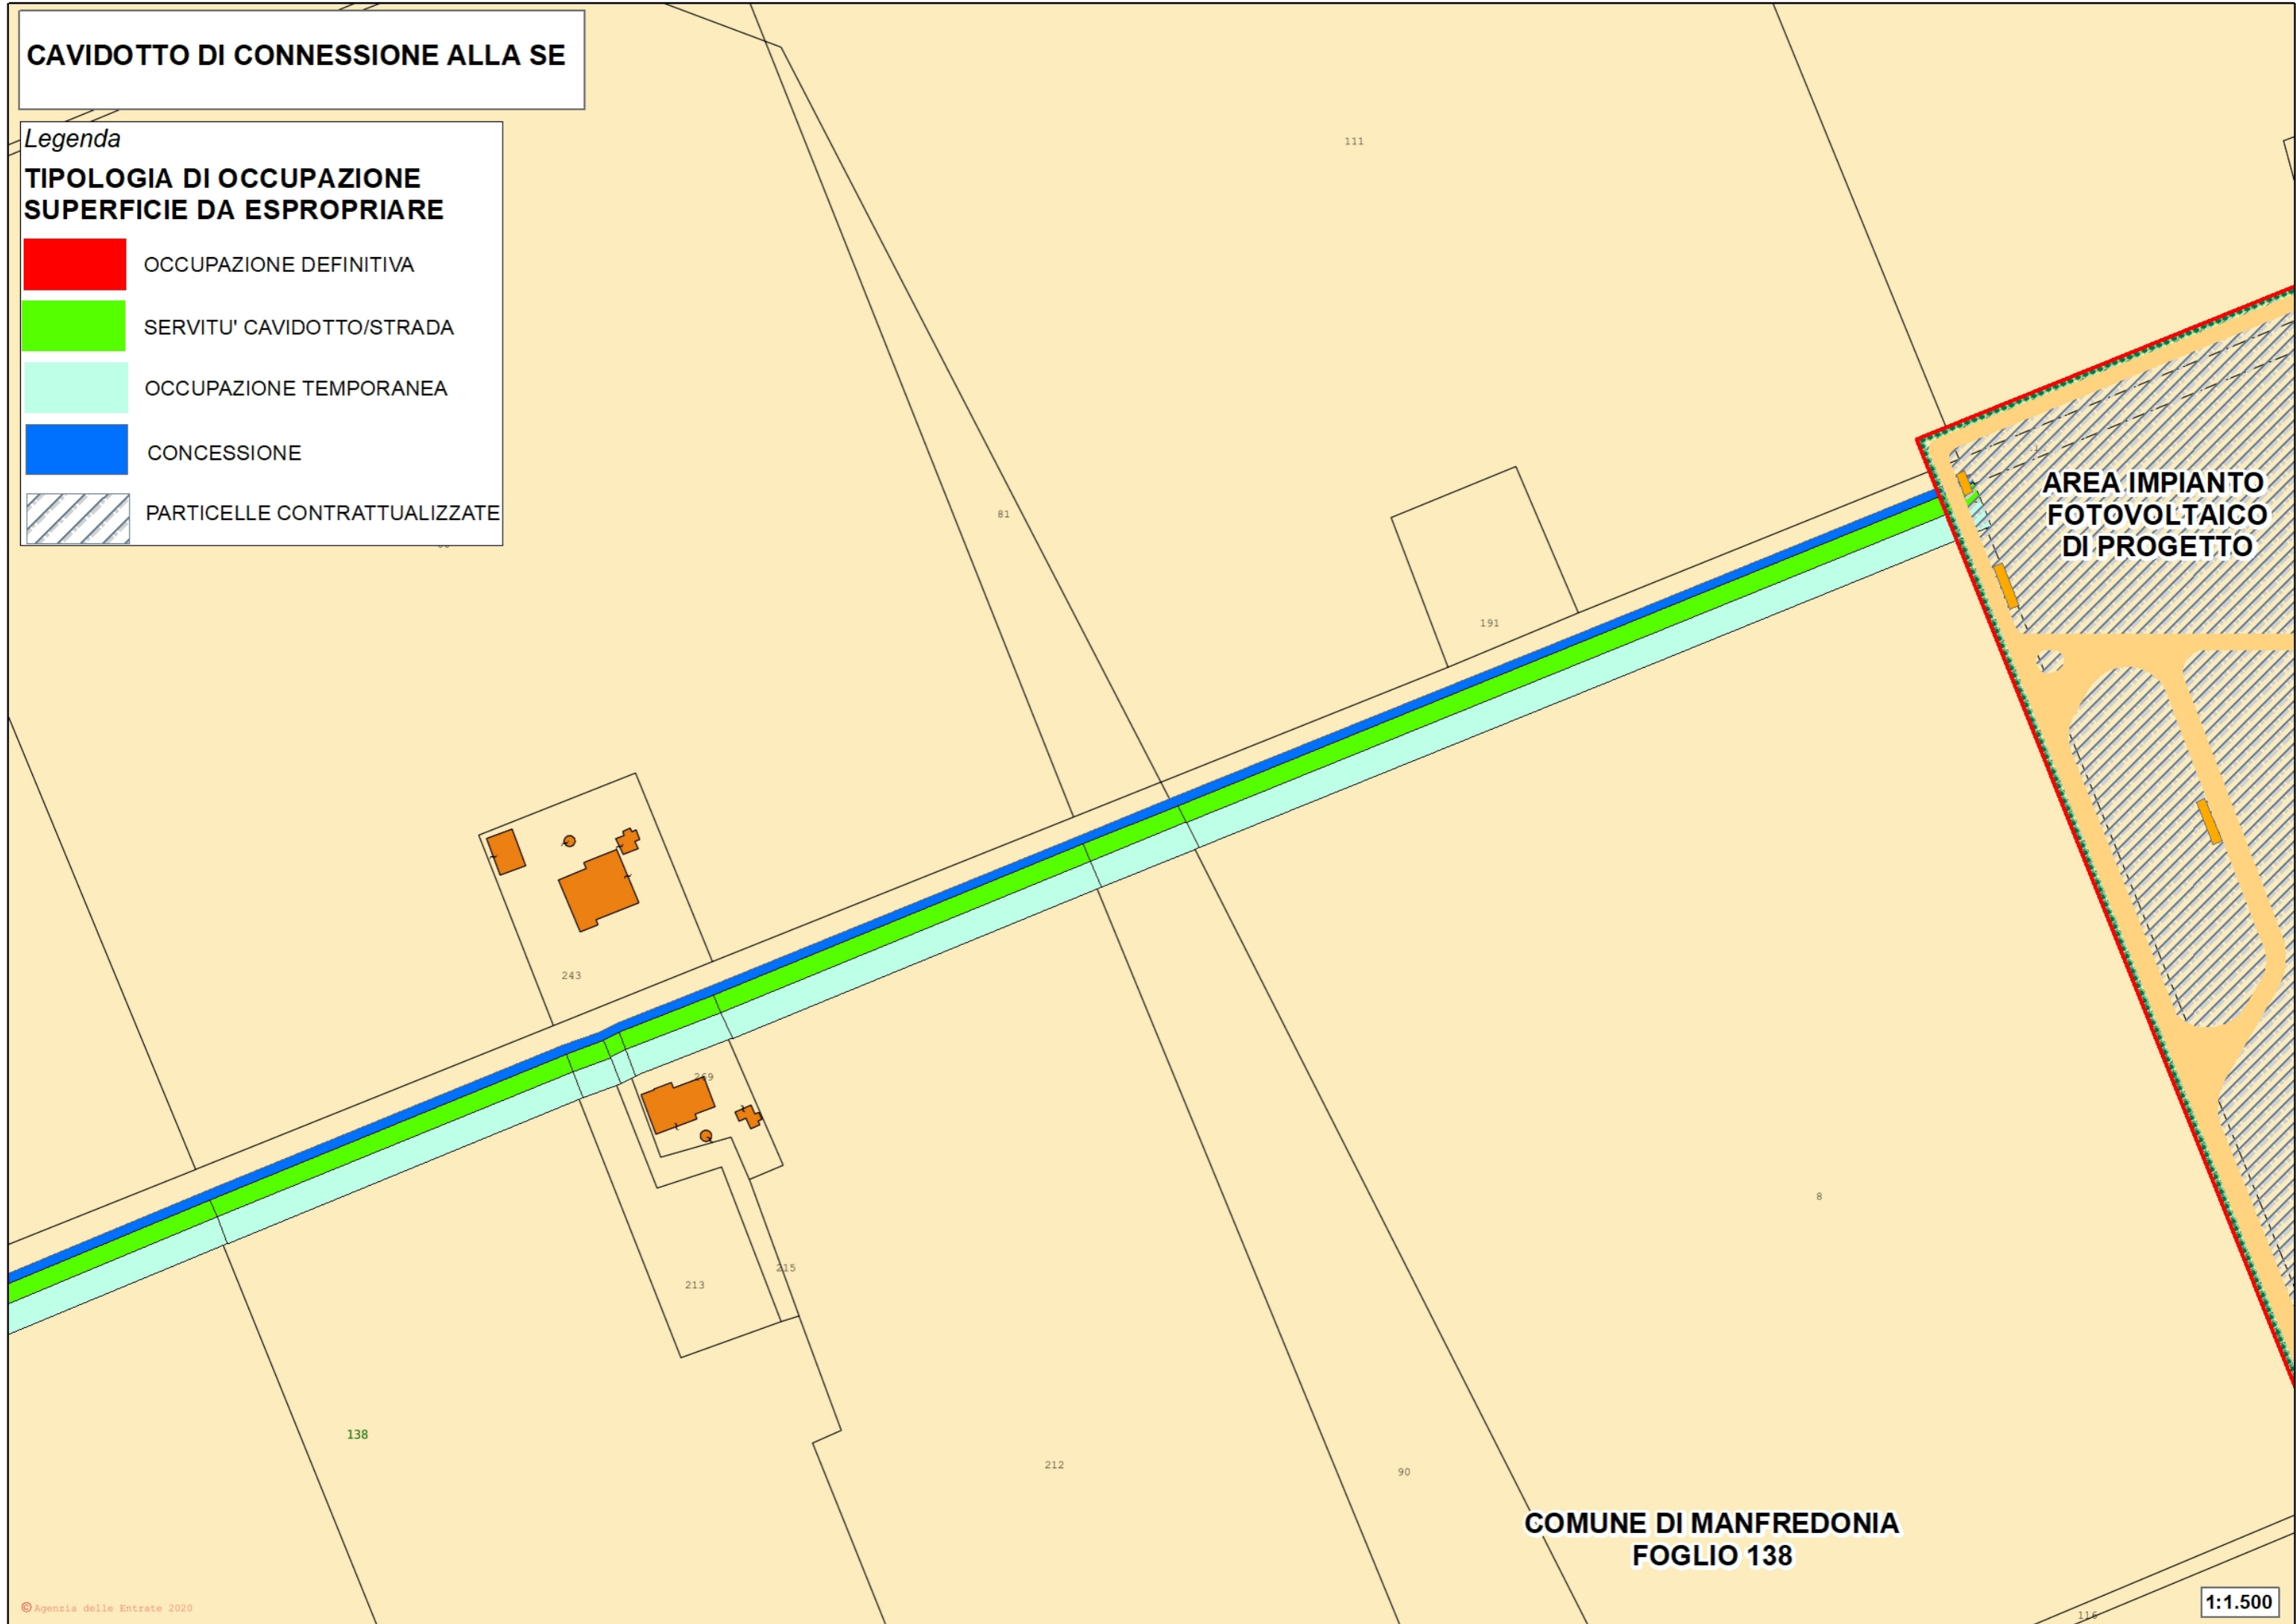 CAVIDOTTO DI CONNESSIONE ALLA SE
Legenda
TIPOLOGIA DI OCCUPAZIONE
SUPERFICIE DA ESPROPRIARE
OCCUPAZIONE DEFINITIVA
SERVITU' CAVIDOTTO/STRADA
OCCUPAZIONE TEMPORANEA
CONCESSIONE
PARTICELLE CONTRATTUALIZZATE
111
81
191
AREA IMPIANTO
FOTOVOLTAICO
DI PROGETTO
243
269
213
215
8
138
212
90
COMUNE DI MANFREDONIA
FOGLIO 138
116
1:1.500
© Agenzia delle Entrate 2020